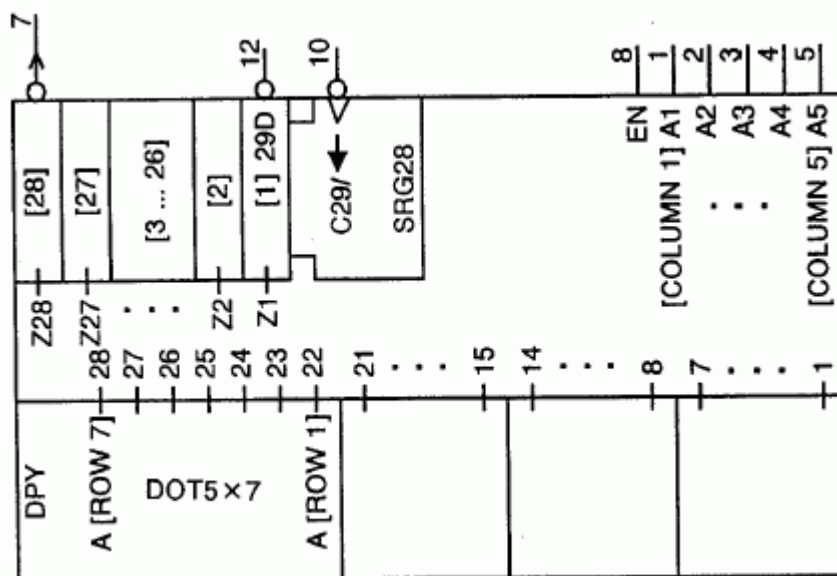 7
12
10
8
1
2
3
4
5
[28]
[27]
[3 ... 26]
[2]
[1] 29D
C29/
SRG28
EN
[COLUMN 1] A1
A2
A3
A4
[COLUMN 5] A5
Z28
Z27
Z2
Z1
28
27
26
25
24
23
22
21
15
14
8
7
1
DPY
A [ROW 7]
DOT5×7
A [ROW 1]